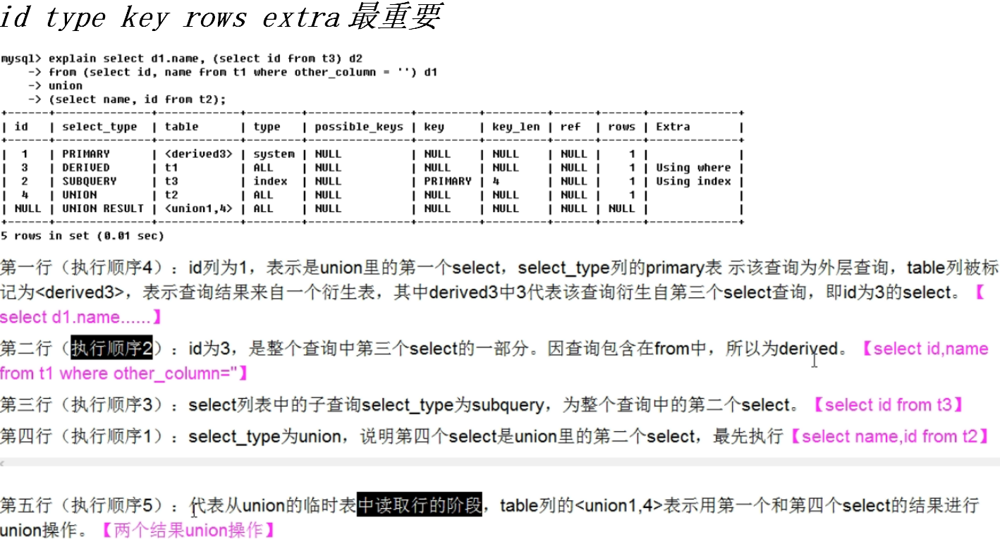 id type key rows extra 最重要
mysql> explain select d1.name, (select id from t3) d2
    -> from (select id, name from t1 where other_column = '') d1
    -> union
    -> (select name, id from t2);
+------+--------------+------------+--------+---------------+---------+---------+------+------+-------------+
| id   | select_type  | table      | type   | possible_keys | key     | key_len | ref  | rows | Extra       |
+------+--------------+------------+--------+---------------+---------+---------+------+------+-------------+
|  1   | PRIMARY      | <derived3> | system | NULL          | NULL    | NULL    | NULL |    1 |             |
|  3   | DERIVED      | t1         | ALL    | NULL          | NULL    | NULL    | NULL |    1 | Using where |
|  2   | SUBQUERY     | t3         | index  | NULL          | PRIMARY | 4       | NULL |    1 | Using index |
|  4   | UNION        | t2         | ALL    | NULL          | NULL    | NULL    | NULL |    1 |             |
| NULL | UNION RESULT | <union1,4> | ALL    | NULL          | NULL    | NULL    | NULL | NULL |             |
+------+--------------+------------+--------+---------------+---------+---------+------+------+-------------+
5 rows in set (0.01 sec)
第一行（执行顺序4）：id列为1，表示是union里的第一个select，select_type列的primary表 示该查询为外层查询，table列被标
记为<derived3>，表示查询结果来自一个衍生表，其中derived3中3代表该查询衍生自第三个select查询，即id为3的select。【
select d1.name......】
第二行（执行顺序2）：id为3，是整个查询中第三个select的一部分。因查询包含在from中，所以为derived。【select id,name
from t1 where other_column=''】
第三行（执行顺序3）：select列表中的子查询select_type为subquery，为整个查询中的第二个select。【select id from t3】
第四行（执行顺序1）：select_type为union，说明第四个select是union里的第二个select，最先执行【select name,id from t2】
第五行（执行顺序5）：代表从union的临时表中读取行的阶段，table列的<union1,4>表示用第一个和第四个select的结果进行
union操作。【两个结果union操作】